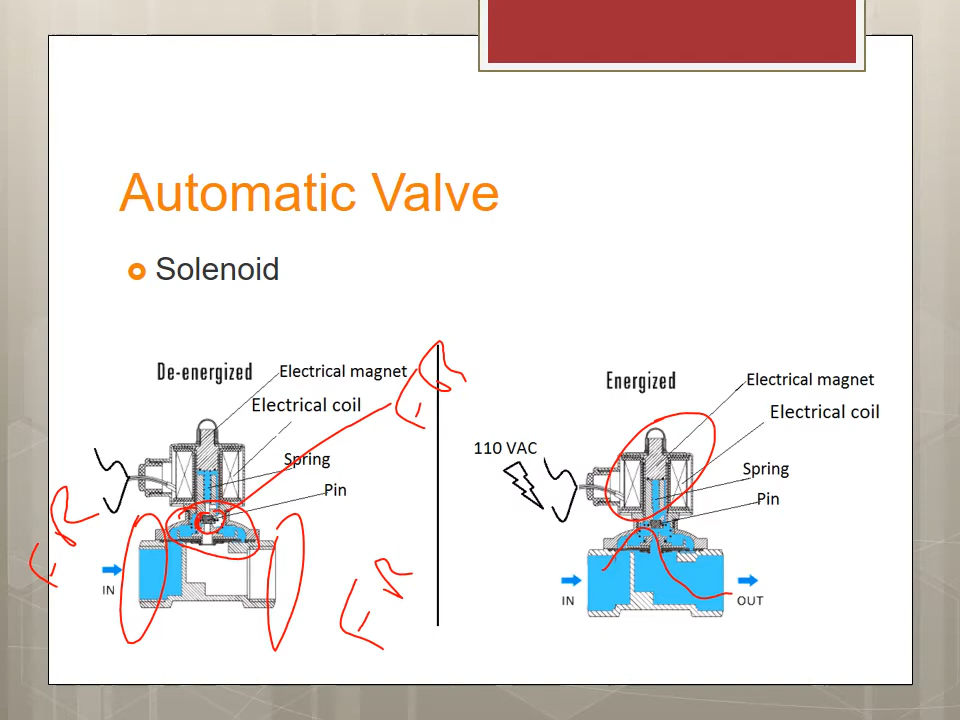 Automatic Valve
Solenoid
De-energized
Electrical magnet
Electrical coil
Spring
Pin
IN
Energized
Electrical magnet
Electrical coil
110 VAC
Spring
Pin
IN
OUT